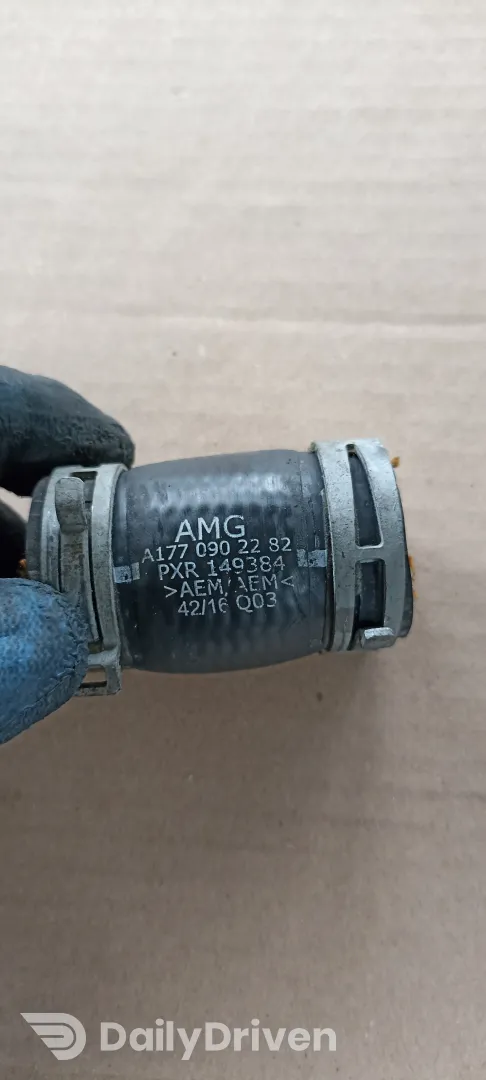 AMG
A177 090 22 82
PXR 149384
>AEM/AEM<
42/16 Q03
DailyDriven